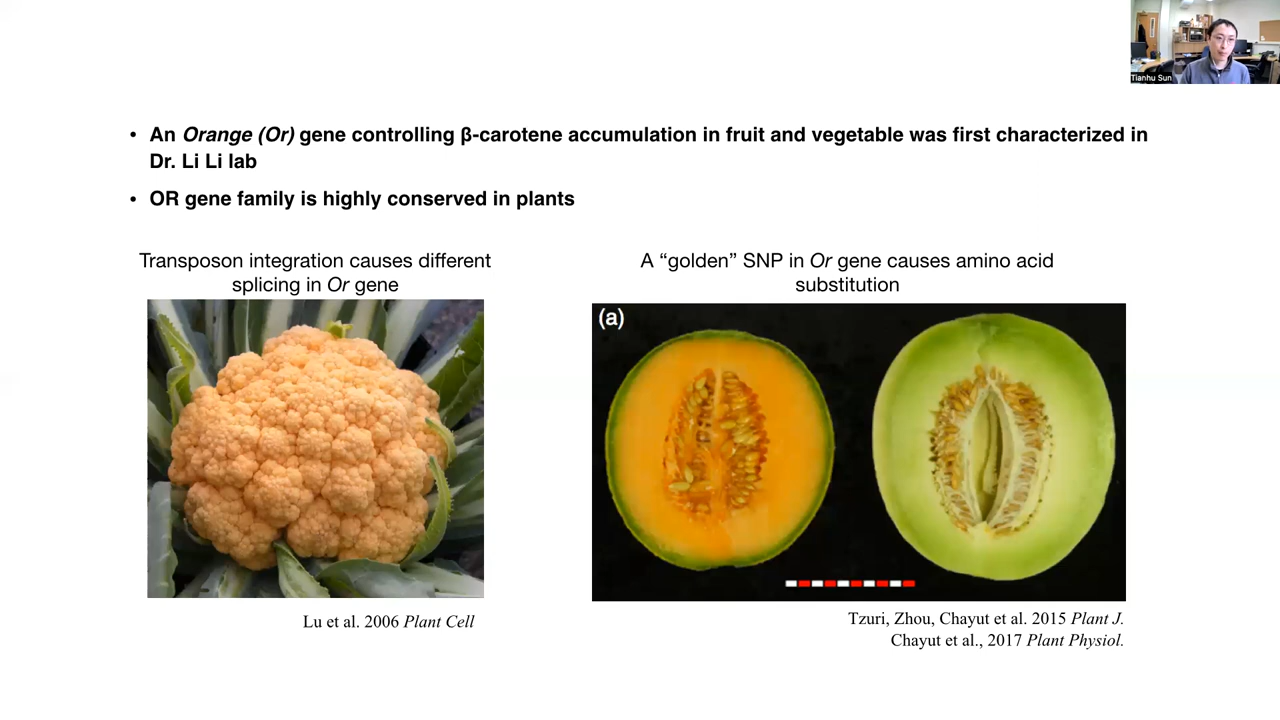 Tianhu Sun
• An Orange (Or) gene controlling β-carotene accumulation in fruit and vegetable was first characterized in
Dr. Li Li lab
• OR gene family is highly conserved in plants
Transposon integration causes different
splicing in Or gene
A “golden” SNP in Or gene causes amino acid
substitution
(a)
Lu et al. 2006 Plant Cell
Tzuri, Zhou, Chayut et al. 2015 Plant J.
Chayut et al., 2017 Plant Physiol.